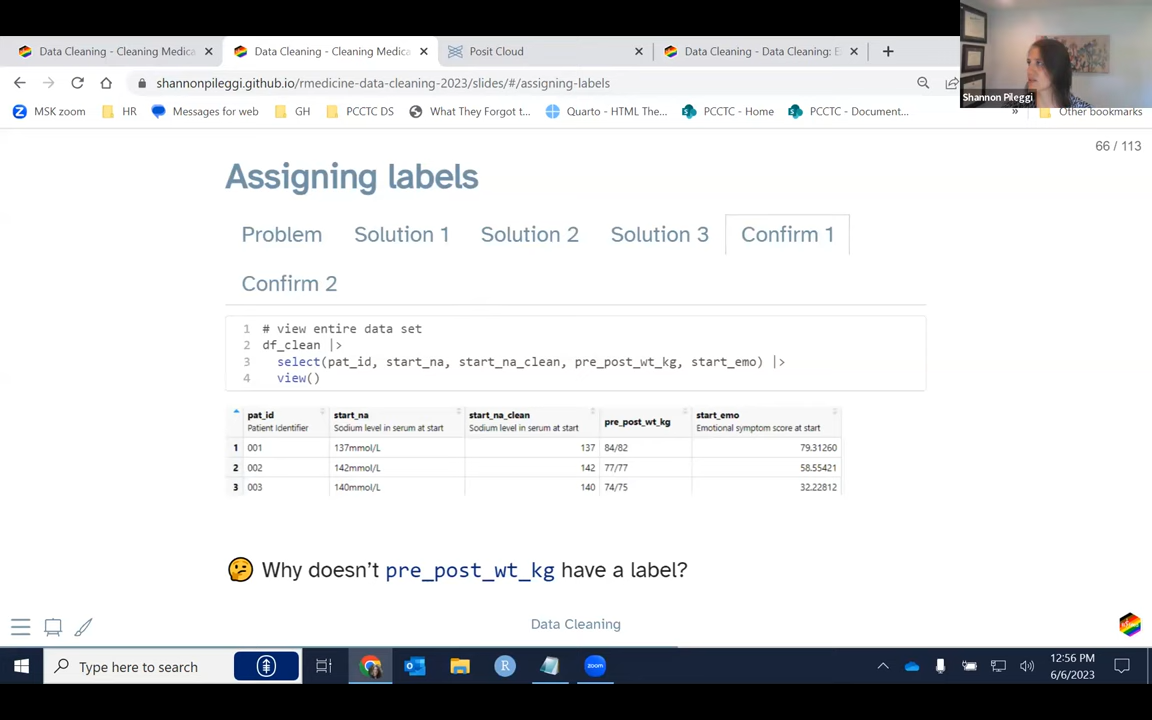 Data Cleaning - Cleaning Medica
Data Cleaning - Cleaning Medica
Posit Cloud
Data Cleaning - Data Cleaning: E
shannonpileggi.github.io/rmedicine-data-cleaning-2023/slides/#/assigning-labels
MSK zoom
HR
Messages for web
GH
PCCTC DS
What They Forgot t...
Quarto - HTML The...
PCCTC - Home
PCCTC - Document...
»
Other bookmarks
Shannon Pileggi
66 / 113
Assigning labels
Problem Solution 1 Solution 2 Solution 3 Confirm 1
Confirm 2
1 # view entire data set
2 df_clean |>
3 select(pat_id, start_na, start_na_clean, pre_post_wt_kg, start_emo) |>
4 view()
pat_id start_na start_na_clean pre_post_wt_kg start_emo
Patient Identifier Sodium level in serum at start Sodium level in serum at start Emotional symptom score at start
1 001 137mmol/L 137 84/82 79.31260
2 002 142mmol/L 142 77/77 58.55421
3 003 140mmol/L 140 74/75 32.22812
Why doesn't pre_post_wt_kg have a label?
Data Cleaning
Type here to search
12:56 PM
6/6/2023